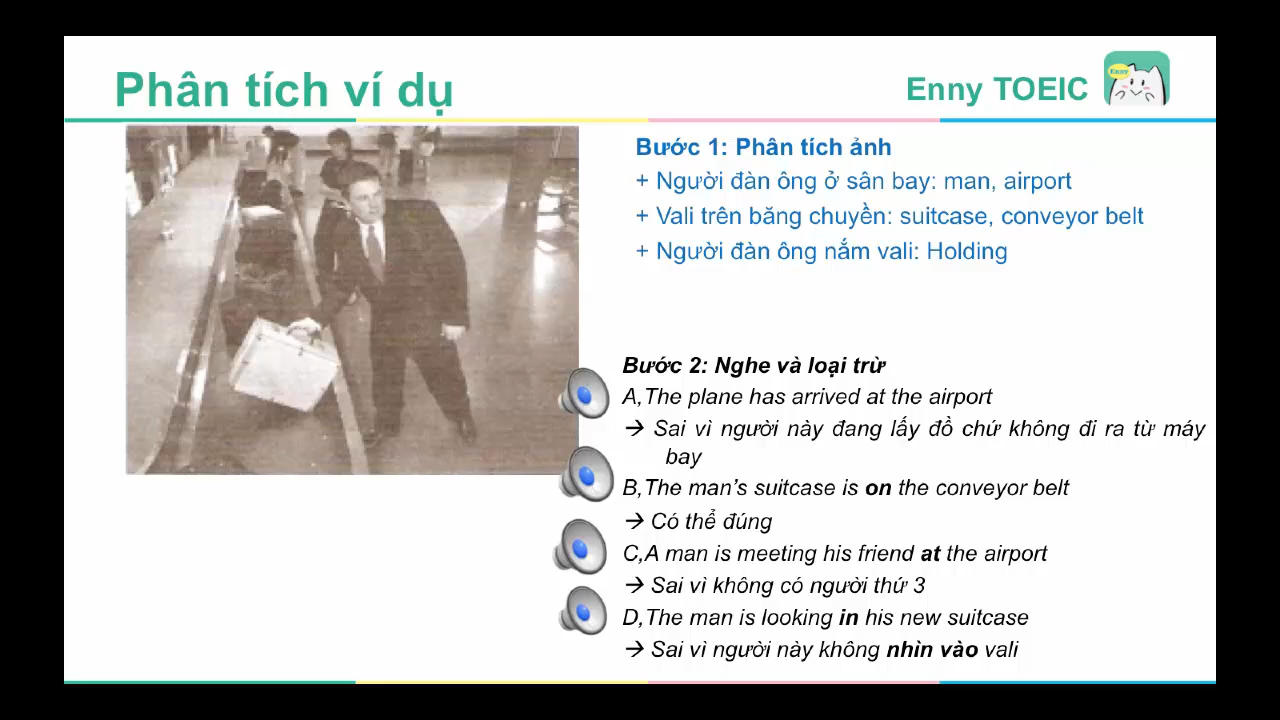 Phân tích ví dụ
Enny TOEIC
Enny
Bước 1: Phân tích ảnh
+ Người đàn ông ở sân bay: man, airport
+ Vali trên băng chuyền: suitcase, conveyor belt
+ Người đàn ông nắm vali: Holding
Bước 2: Nghe và loại trừ
A,The plane has arrived at the airport
→ Sai vì người này đang lấy đồ chứ không đi ra từ máy
bay
B,The man’s suitcase is on the conveyor belt
→ Có thể đúng
C,A man is meeting his friend at the airport
→ Sai vì không có người thứ 3
D,The man is looking in his new suitcase
→ Sai vì người này không nhìn vào vali